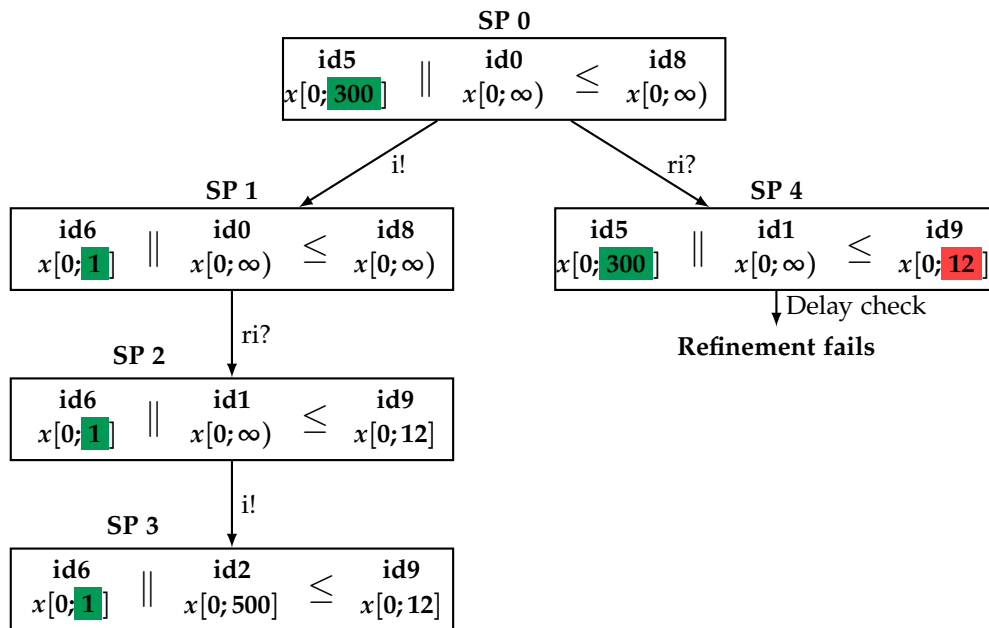 SP 0
id5 ∥ id0 ≤ id8
x[0; 300] x[0;∞) x[0;∞)
i!
ri?
SP 1
id6 ∥ id0 ≤ id8
x[0; 1] x[0;∞) x[0;∞)
SP 4
id5 ∥ id1 ≤ id9
x[0; 300] x[0;∞) x[0; 12]
ri?
Delay check
Refinement fails
SP 2
id6 ∥ id1 ≤ id9
x[0; 1] x[0;∞) x[0; 12]
i!
SP 3
id6 ∥ id2 ≤ id9
x[0; 1] x[0; 500] x[0; 12]